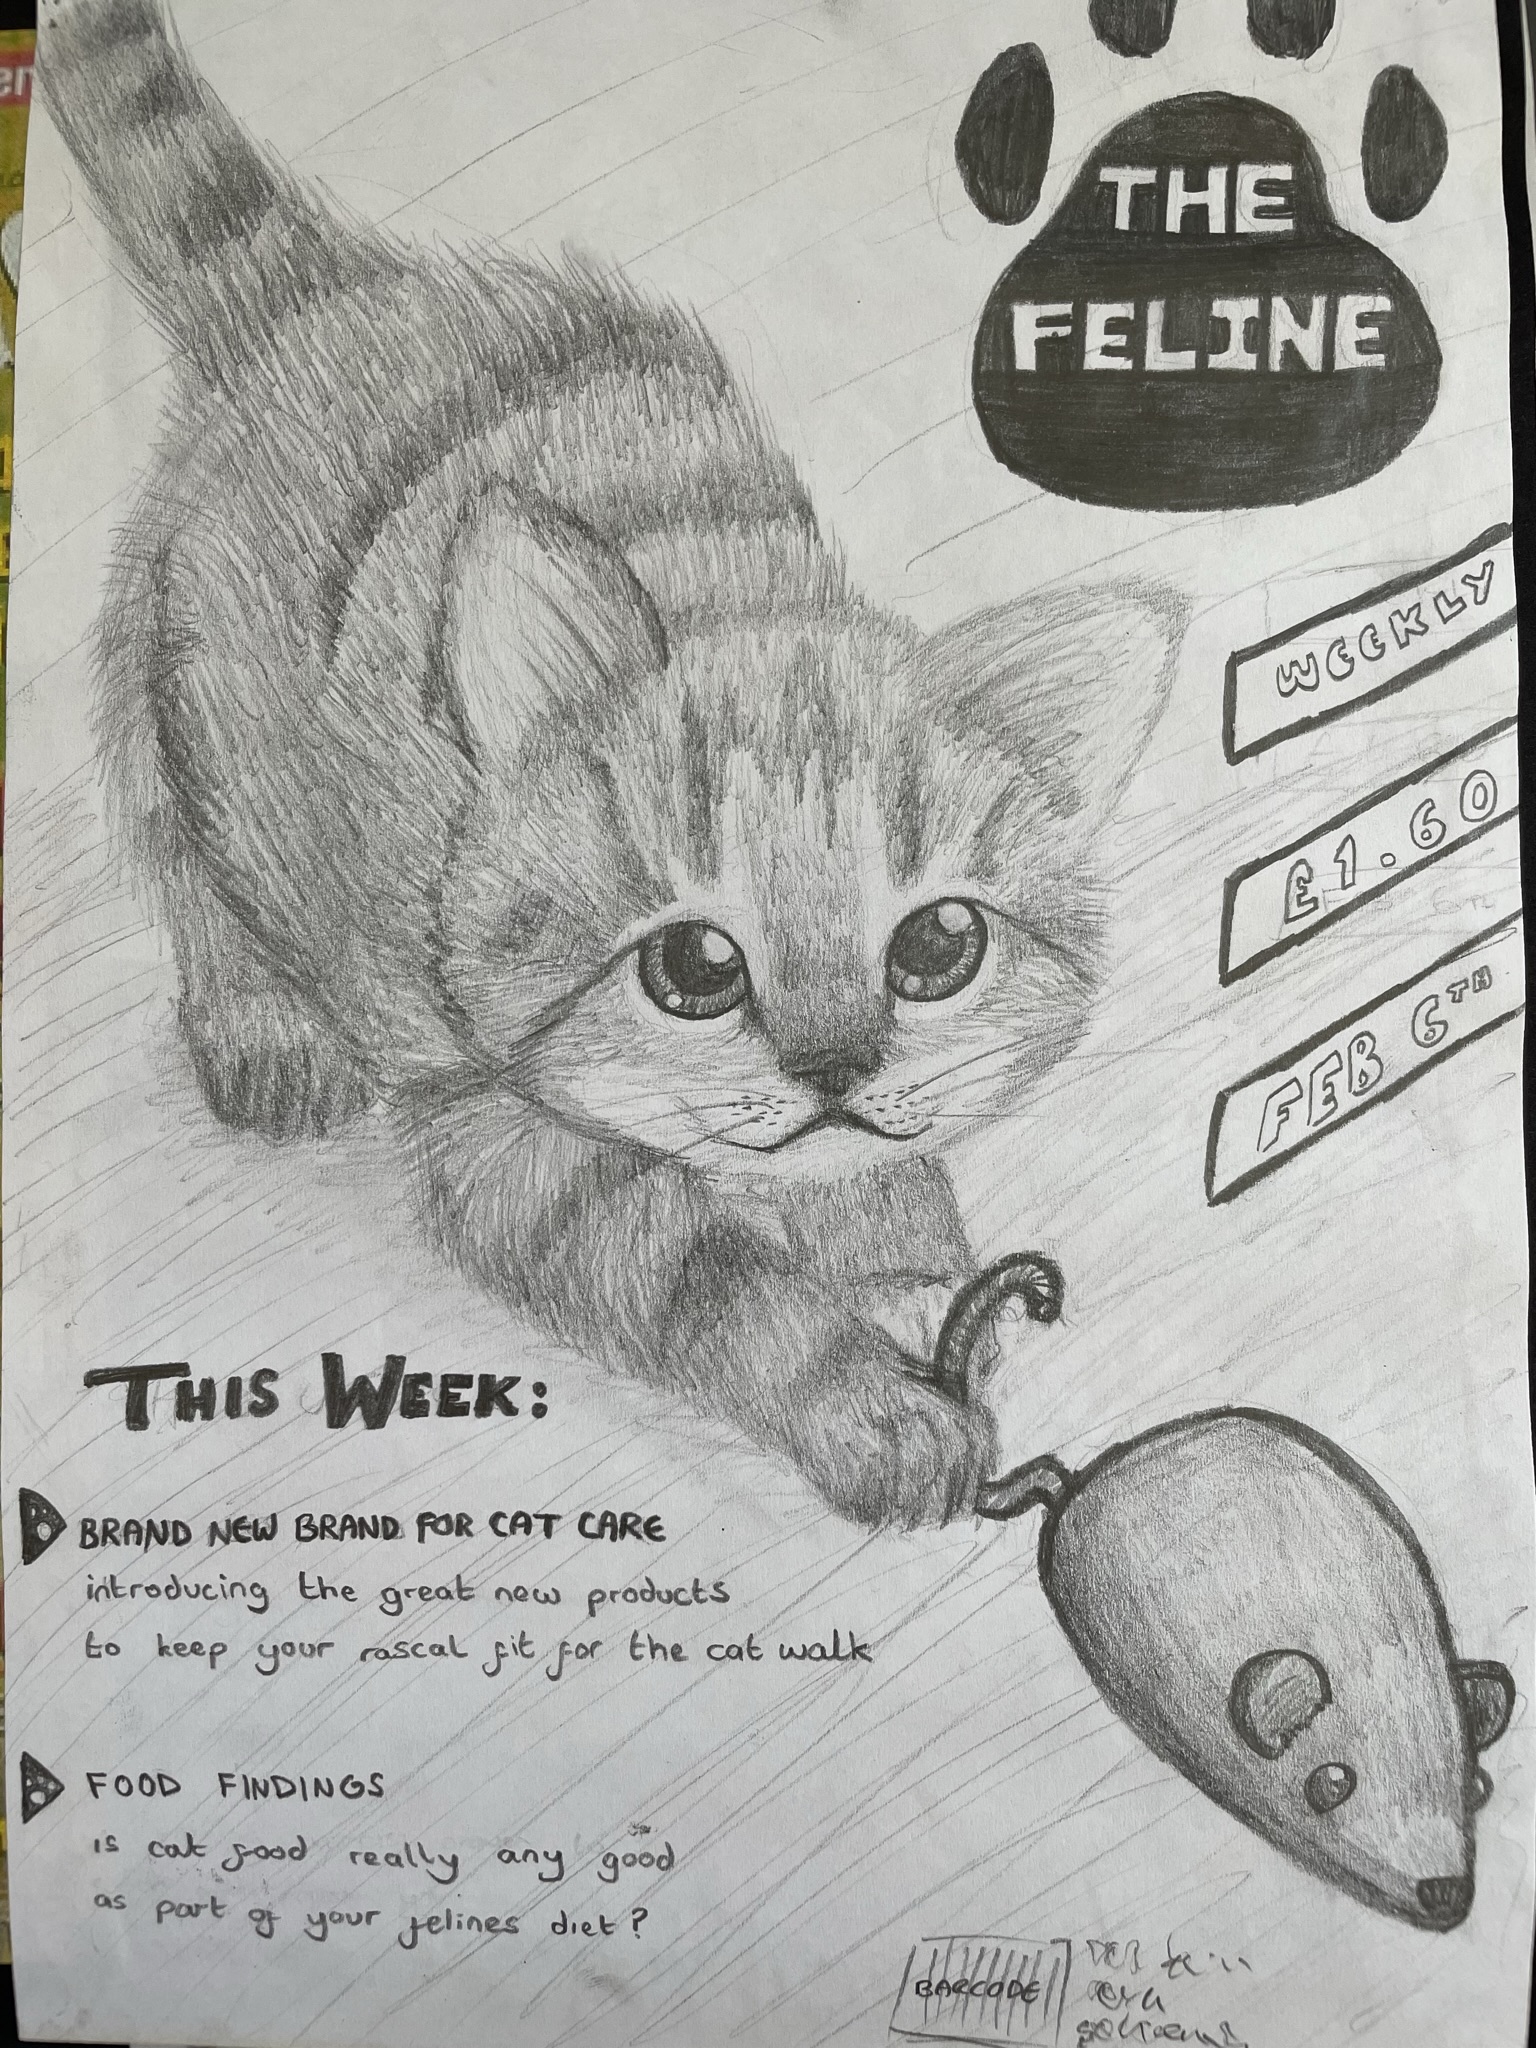 THE
FELINE
WEEKLY
£1.60
FEB 6TH
THIS WEEK:
BRAND NEW BRAND FOR CAT CARE
introducing the great new products
to keep your rascal fit for the cat walk
FOOD FINDINGS
is cat food really any good
as part of your felines diet?
BARCODE